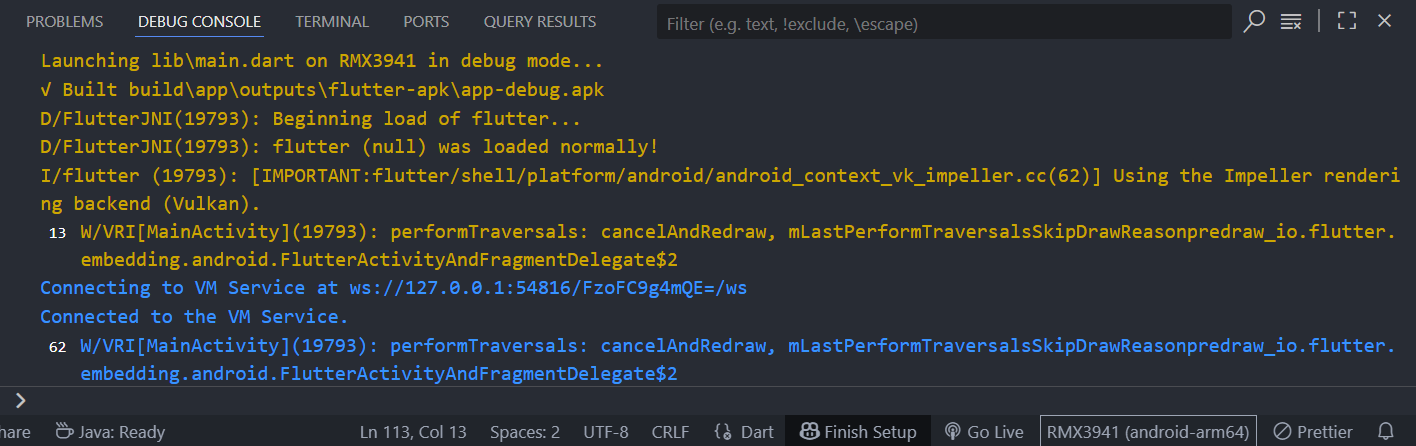 PROBLEMS DEBUG CONSOLE TERMINAL PORTS QUERY RESULTS Filter (e.g. text, !exclude, \escape)
Launching lib\main.dart on RMX3941 in debug mode...
√ Built build\app\outputs\flutter-apk\app-debug.apk
D/FlutterJNI(19793): Beginning load of flutter...
D/FlutterJNI(19793): flutter (null) was loaded normally!
I/flutter (19793): [IMPORTANT:flutter/shell/platform/android/android_context_vk_impeller.cc(62)] Using the Impeller renderi
ng backend (Vulkan).
13 W/VRI[MainActivity](19793): performTraversals: cancelAndRedraw, mLastPerformTraversalsSkipDrawReasonpredraw_io.flutter.
embedding.android.FlutterActivityAndFragmentDelegate$2
Connecting to VM Service at ws://127.0.0.1:54816/FzoFC9g4mQE=/ws
Connected to the VM Service.
62 W/VRI[MainActivity](19793): performTraversals: cancelAndRedraw, mLastPerformTraversalsSkipDrawReasonpredraw_io.flutter.
embedding.android.FlutterActivityAndFragmentDelegate$2
hare Java: Ready Ln 113, Col 13 Spaces: 2 UTF-8 CRLF Dart Finish Setup Go Live RMX3941 (android-arm64) Prettier